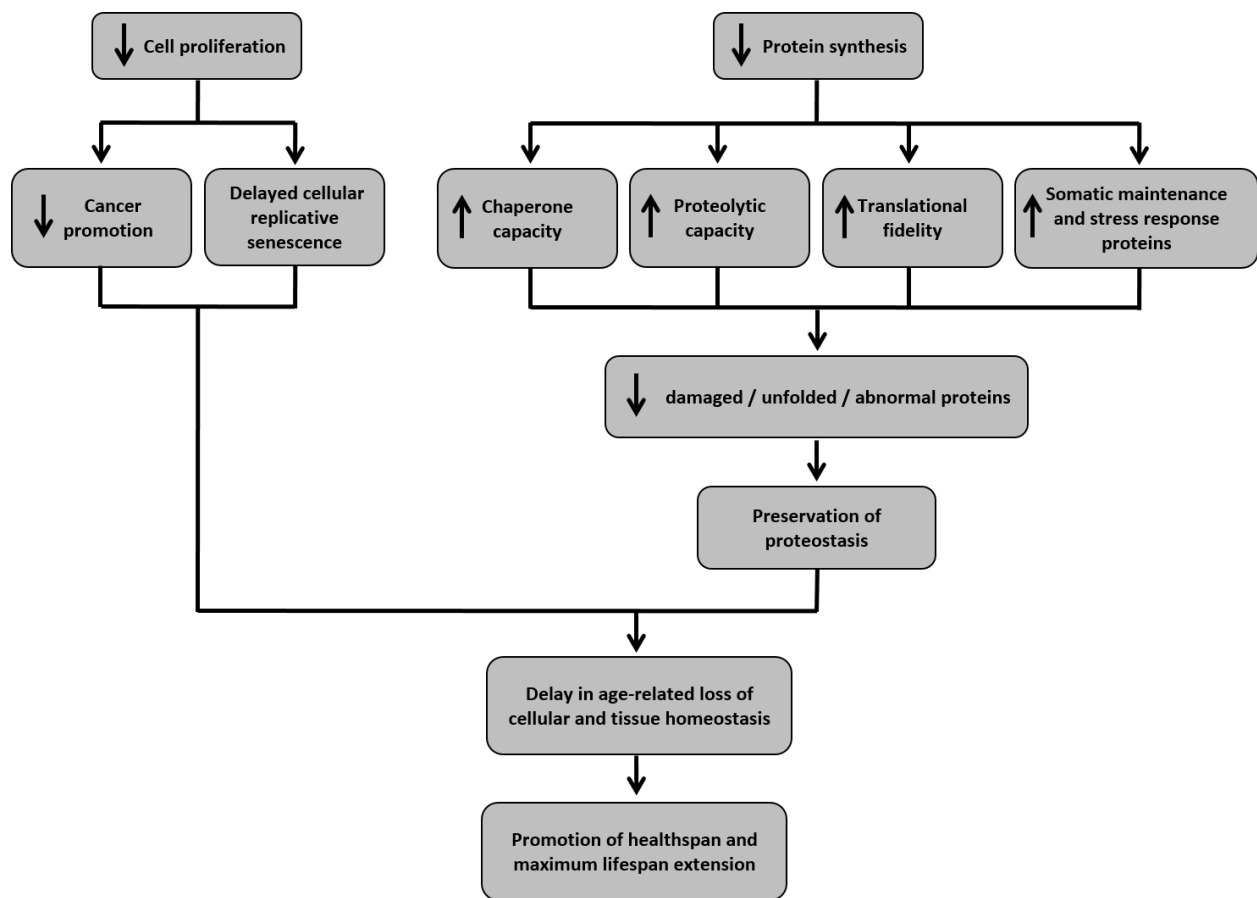 Cell proliferation
Protein synthesis
Cancer
promotion
Delayed cellular
replicative
senescence
Chaperone
capacity
Proteolytic
capacity
Translational
fidelity
Somatic maintenance
and stress response
proteins
damaged / unfolded / abnormal proteins
Preservation of
proteostasis
Delay in age-related loss of
cellular and tissue homeostasis
Promotion of healthspan and
maximum lifespan extension